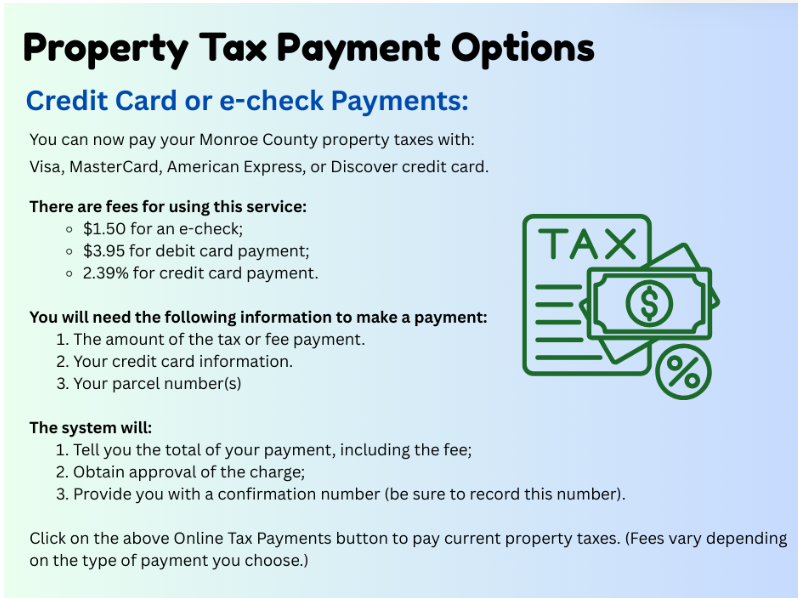 Property Tax Payment Options
Credit Card or e-check Payments:
You can now pay your Monroe County property taxes with:
Visa, MasterCard, American Express, or Discover credit card.
There are fees for using this service:
$1.50 for an e-check;
$3.95 for debit card payment;
2.39% for credit card payment.
You will need the following information to make a payment:
1. The amount of the tax or fee payment.
2. Your credit card information.
3. Your parcel number(s)
The system will:
1. Tell you the total of your payment, including the fee;
2. Obtain approval of the charge;
3. Provide you with a confirmation number (be sure to record this number).
Click on the above Online Tax Payments button to pay current property taxes. (Fees vary depending
on the type of payment you choose.)
TAX
$
%